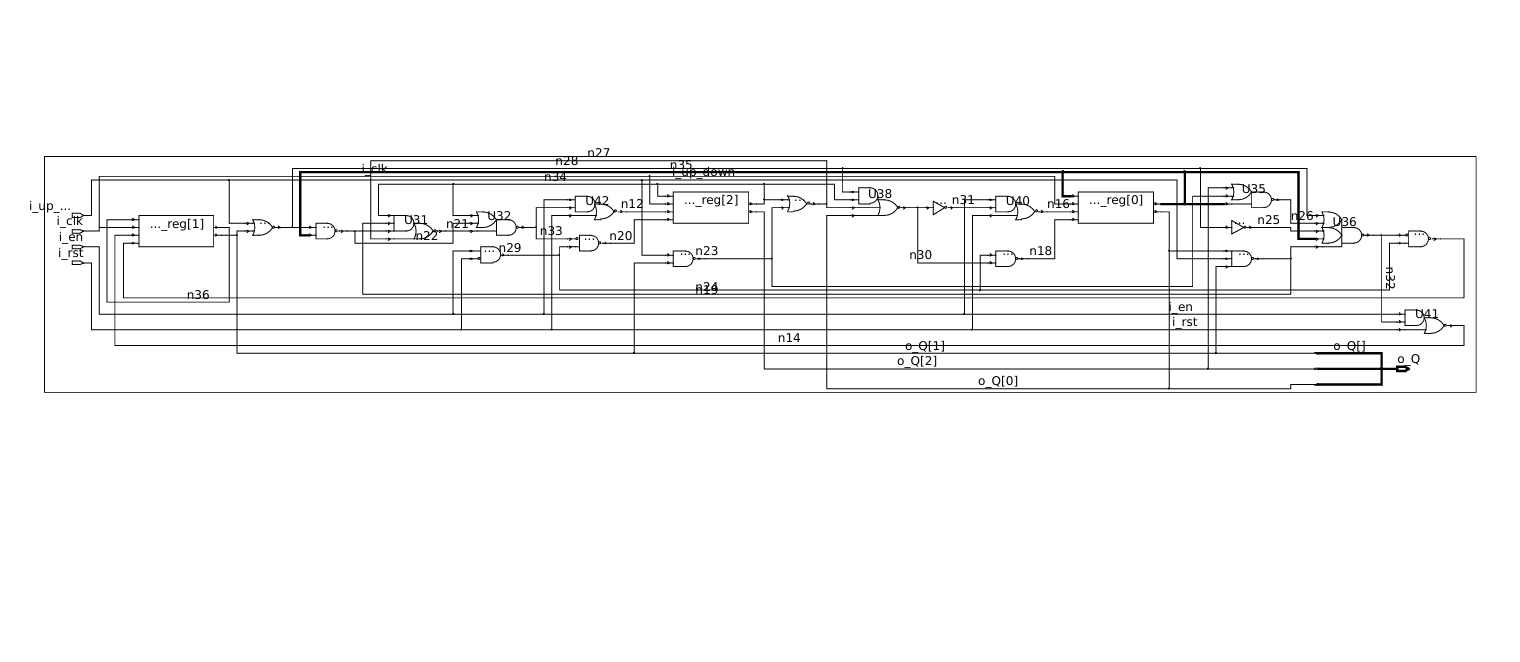 n27
n28
i_clk
n35
i_up_down
n34
i_up_...
i_clk
i_en
i_rst
..._reg[1]
U31
n22
n21
U32
n29
n33
U42
n12
n20
..._reg[2]
n23
U38
n30
n31
U40
n16
n18
..._reg[0]
U35
n25
n26
U36
n32
n36
n24
n19
i_en
i_rst
U41
n14
o_Q[1]
o_Q[]
o_Q[2]
o_Q
o_Q[0]